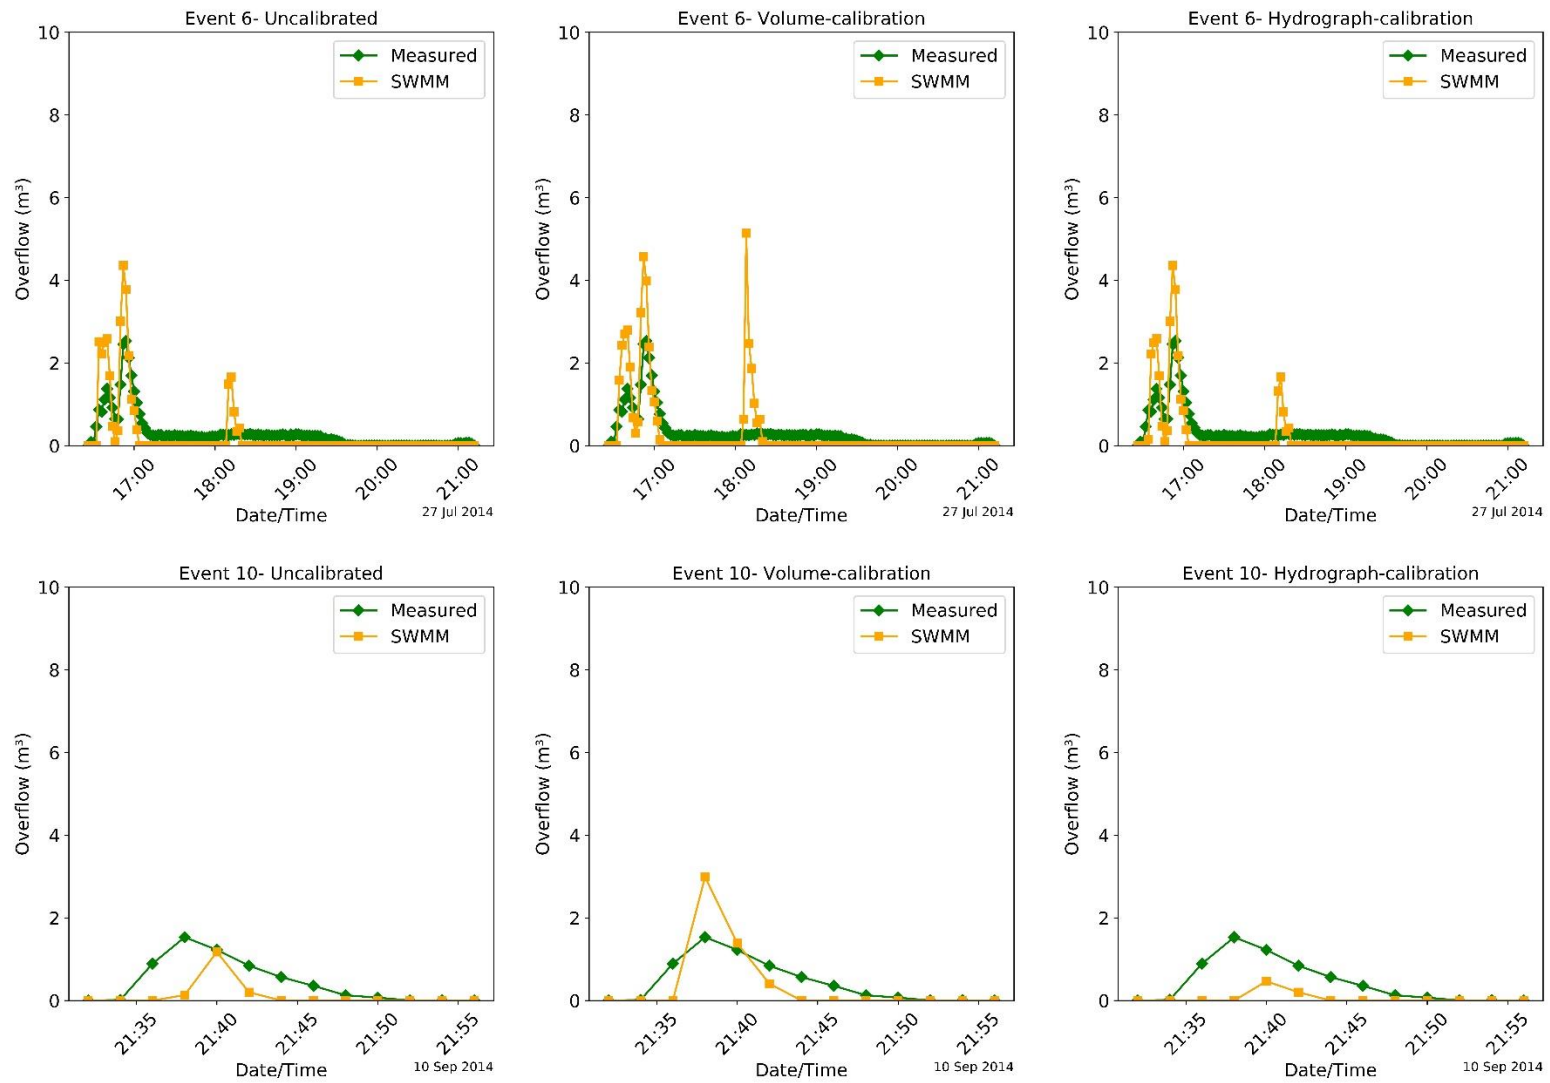 Event 6- Uncalibrated
10
8
6
4
2
0
Overflow (m³)
Measured
SWMM
17:00
18:00
19:00
20:00
21:00
Date/Time
27 Jul 2014
Event 6- Volume-calibration
10
8
6
4
2
0
Overflow (m³)
Measured
SWMM
17:00
18:00
19:00
20:00
21:00
Date/Time
27 Jul 2014
Event 6- Hydrograph-calibration
10
8
6
4
2
0
Overflow (m³)
Measured
SWMM
17:00
18:00
19:00
20:00
21:00
Date/Time
27 Jul 2014
Event 10- Uncalibrated
10
8
6
4
2
0
Overflow (m³)
Measured
SWMM
21:35
21:40
21:45
21:50
21:55
Date/Time
10 Sep 2014
Event 10- Volume-calibration
10
8
6
4
2
0
Overflow (m³)
Measured
SWMM
21:35
21:40
21:45
21:50
21:55
Date/Time
10 Sep 2014
Event 10- Hydrograph-calibration
10
8
6
4
2
0
Overflow (m³)
Measured
SWMM
21:35
21:40
21:45
21:50
21:55
Date/Time
10 Sep 2014